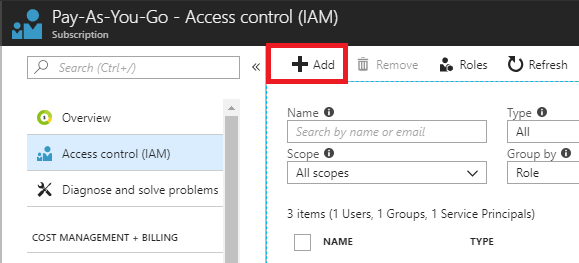 Pay-As-You-Go - Access control (IAM)
Subscription
Search (Ctrl+/)
«
Overview
Access control (IAM)
Diagnose and solve problems
COST MANAGEMENT + BILLING
Add Remove Roles Refresh
Name Type
Search by name or email All
Scope Group by
All scopes Role
3 items (1 Users, 1 Groups, 1 Service Principals)
NAME TYPE